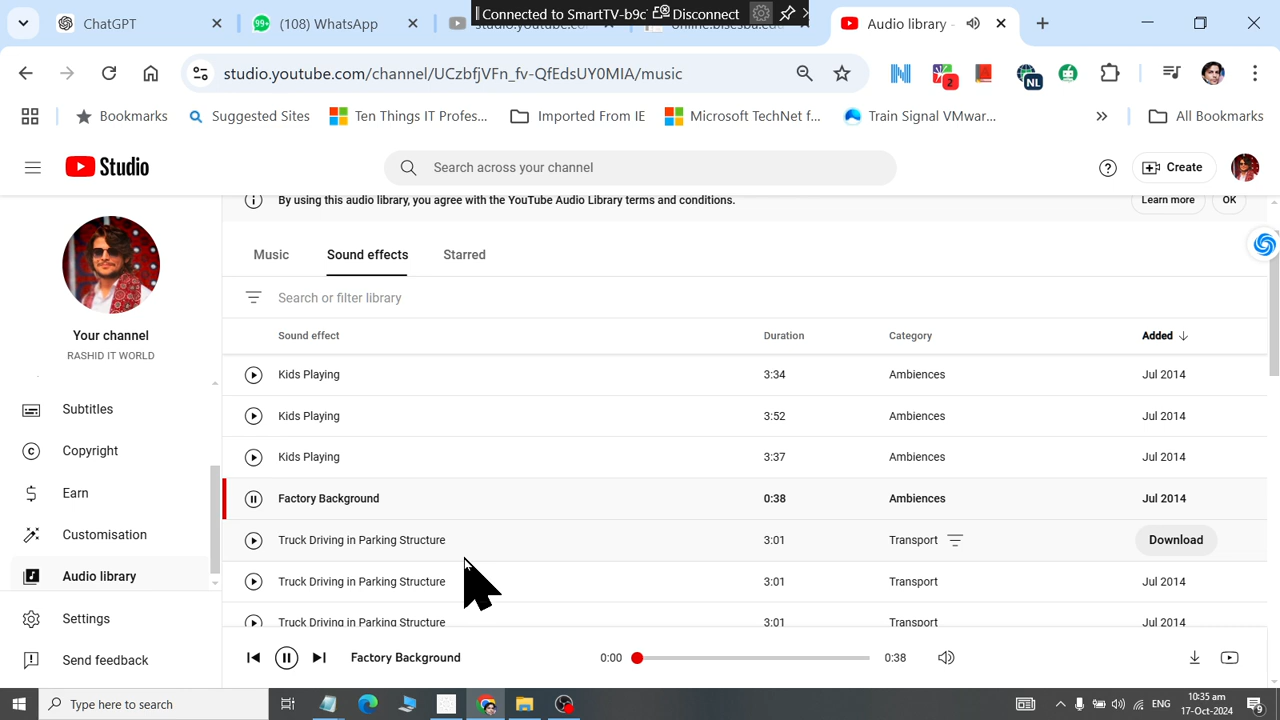 ChatGPT
99+
(108) WhatsApp
Connected to SmartTV-b9c
Disconnect
Audio library -
studio.youtube.com/channel/UCzbfjVFn_fv-QfEdsUY0MIA/music
2
NL
Bookmarks
Suggested Sites
Ten Things IT Profes...
Imported From IE
Microsoft TechNet f...
Train Signal VMwar...
»
All Bookmarks
Studio
Search across your channel
Create
By using this audio library, you agree with the YouTube Audio Library terms and conditions.
Learn more
OK
Music
Sound effects
Starred
Search or filter library
Your channel
RASHID IT WORLD
Subtitles
Copyright
Earn
Customisation
Audio library
Settings
Send feedback
Sound effect Duration Category Added
Kids Playing 3:34 Ambiences Jul 2014
Kids Playing 3:52 Ambiences Jul 2014
Kids Playing 3:37 Ambiences Jul 2014
Factory Background 0:38 Ambiences Jul 2014
Truck Driving in Parking Structure 3:01 Transport Download
Truck Driving in Parking Structure 3:01 Transport Jul 2014
Truck Driving in Parking Structure 3:01 Transport Jul 2014
Factory Background
0:00
0:38
Type here to search
ENG
10:35 am
17-Oct-2024
9